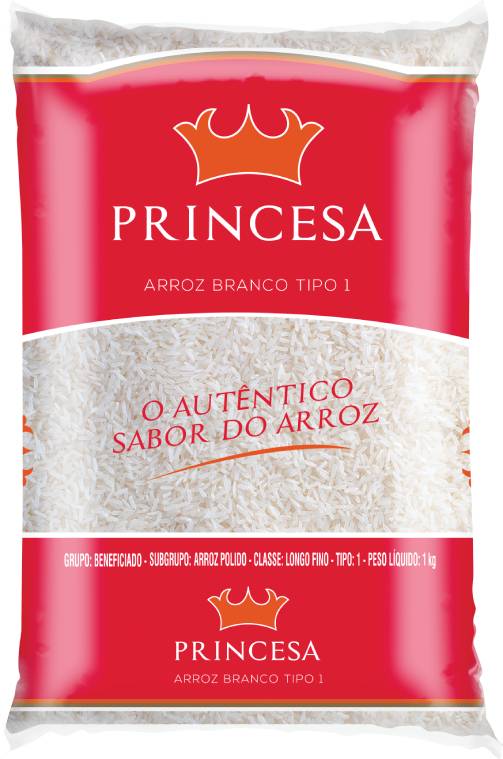 PRINCESA
ARROZ BRANCO TIPO 1
O AUTÊNTICO
SABOR DO ARROZ
GRUPO: BENEFICIADO - SUBGRUPO: ARROZ POLIDO - CLASSE: LONGO FINO - TIPO: 1 - PESO LÍQUIDO: 1 kg
PRINCESA
ARROZ BRANCO TIPO 1